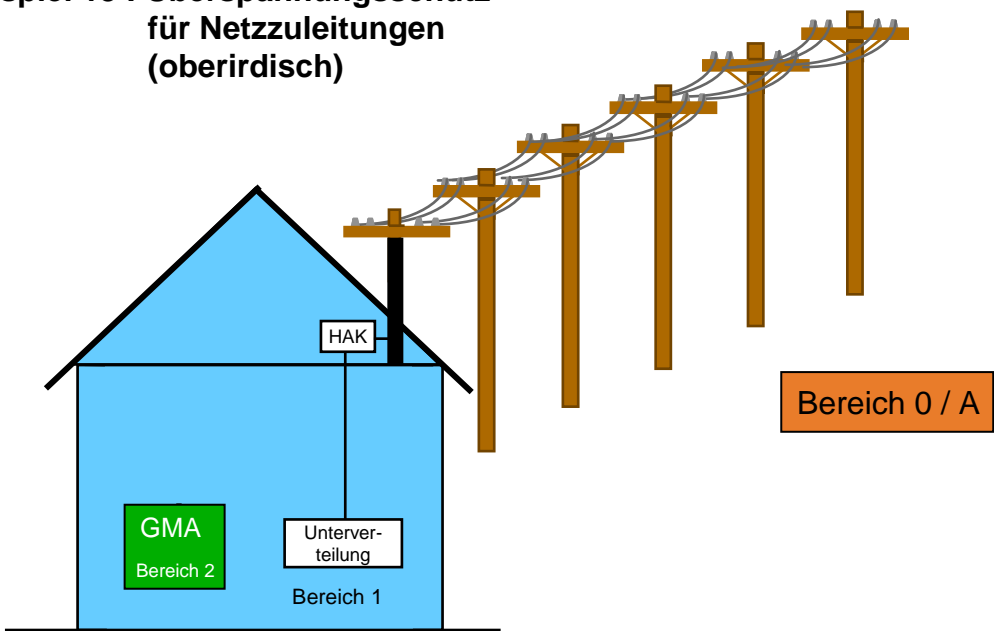 für Netzzuleitungen
(oberirdisch)
HAK
Bereich 0 / A
GMA
Bereich 2
Unterver-
teilung
Bereich 1